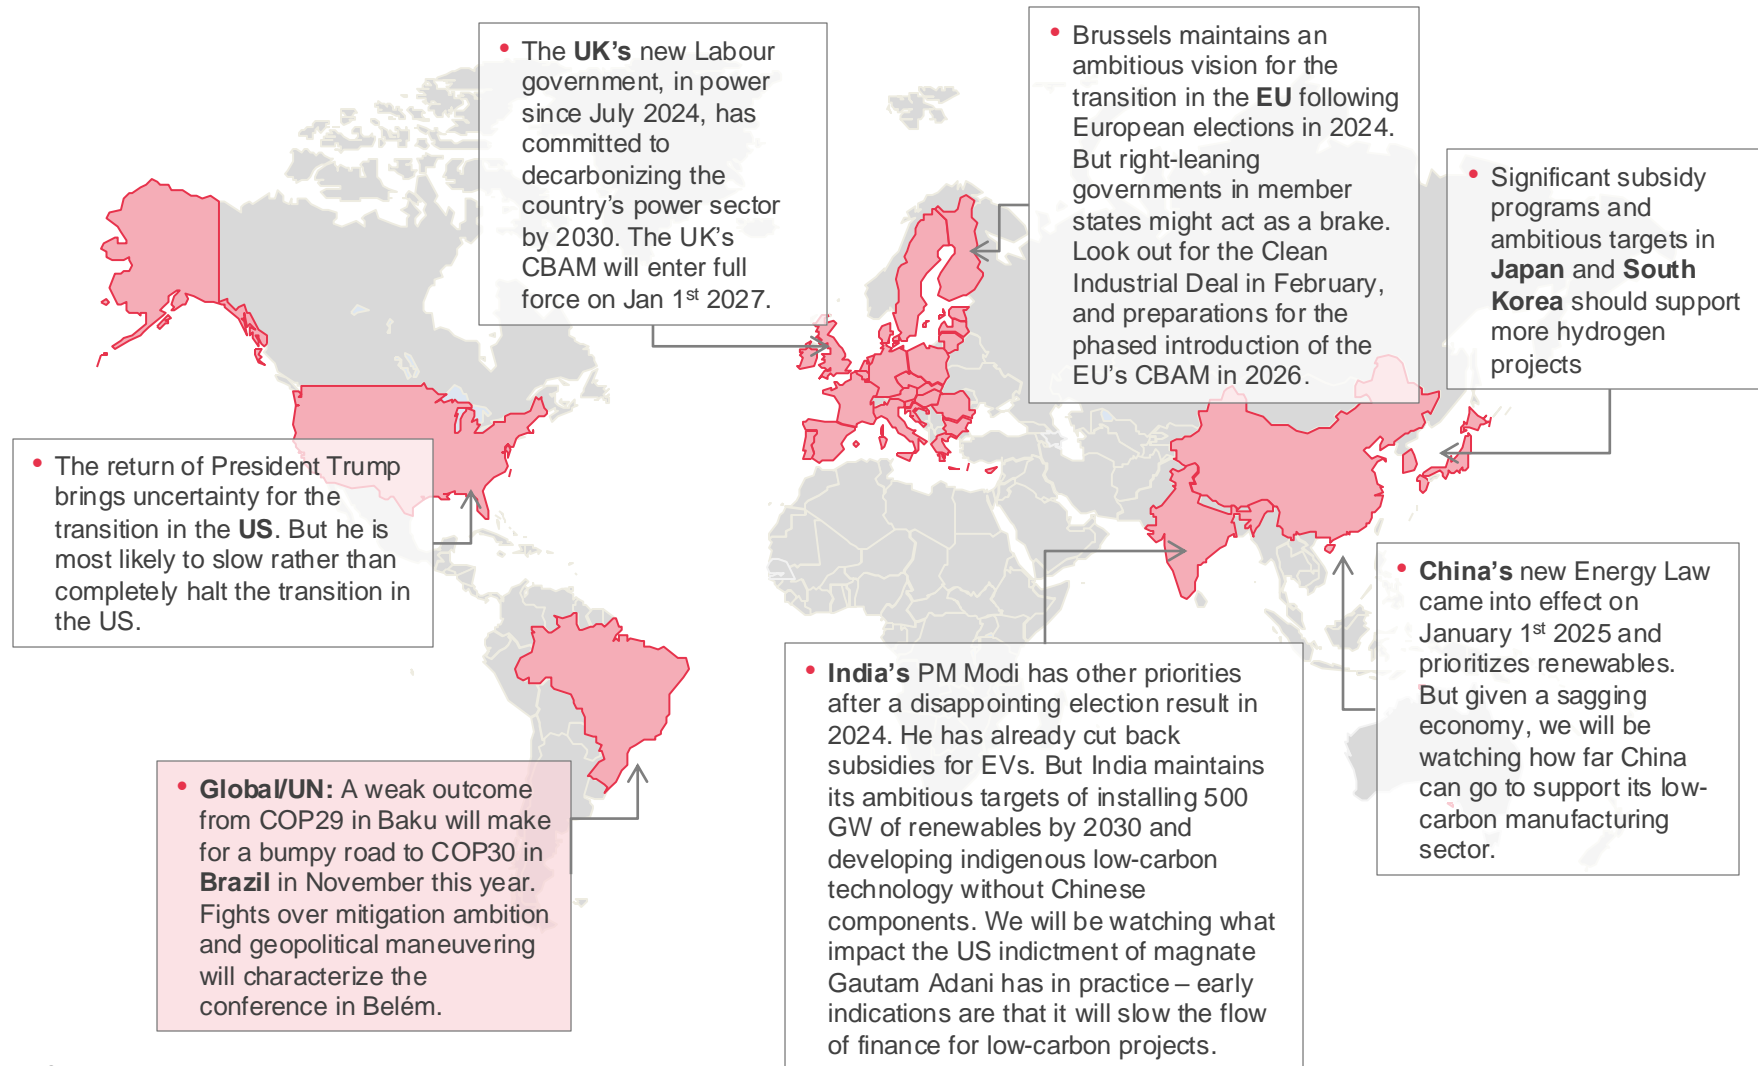 • The UK’s new Labour
government, in power
since July 2024, has
committed to
decarbonizing the
country’s power sector
by 2030. The UK’s
CBAM will enter full
force on Jan 1st 2027.
• Brussels maintains an
ambitious vision for the
transition in the EU following
European elections in 2024.
But right-leaning
governments in member
states might act as a brake.
Look out for the Clean
Industrial Deal in February,
and preparations for the
phased introduction of the
EU’s CBAM in 2026.
• Significant subsidy
programs and
ambitious targets in
Japan and South
Korea should support
more hydrogen
projects
• The return of President Trump
brings uncertainty for the
transition in the US. But he is
most likely to slow rather than
completely halt the transition in
the US.
• China’s new Energy Law
came into effect on
January 1st 2025 and
prioritizes renewables.
But given a sagging
economy, we will be
watching how far China
can go to support its low-
carbon manufacturing
sector.
• India’s PM Modi has other priorities
after a disappointing election result in
2024. He has already cut back
subsidies for EVs. But India maintains
its ambitious targets of installing 500
GW of renewables by 2030 and
developing indigenous low-carbon
technology without Chinese
components. We will be watching what
impact the US indictment of magnate
Gautam Adani has in practice – early
indications are that it will slow the flow
of finance for low-carbon projects.
• Global/UN: A weak outcome
from COP29 in Baku will make
for a bumpy road to COP30 in
Brazil in November this year.
Fights over mitigation ambition
and geopolitical maneuvering
will characterize the
conference in Belém.